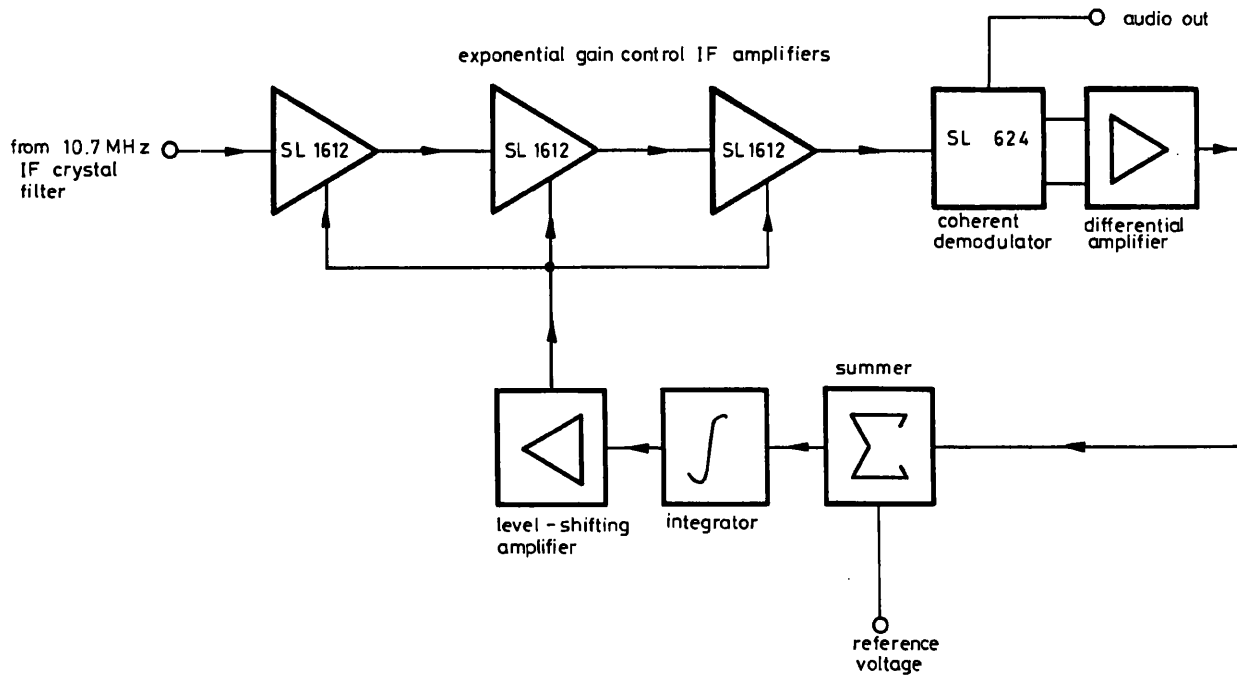 audio out
exponential gain control IF amplifiers
from 10.7 MHz
IF crystal
filter
SL 1612
SL 1612
SL 1612
SL 624
coherent
demodulator
differential
amplifier
summer
level-shifting
amplifier
integrator
∫
Σ
reference
voltage